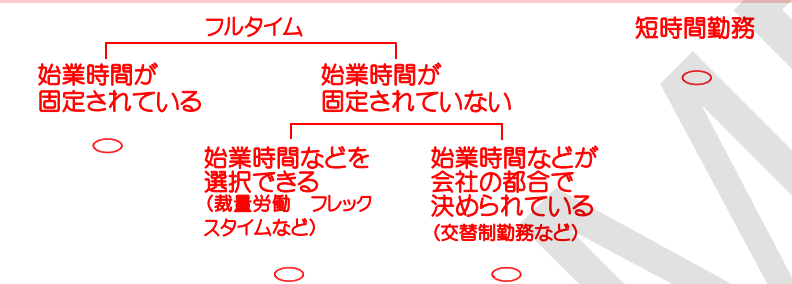 フルタイム
短時間勤務
始業時間が
固定されている
始業時間が
固定されていない
始業時間などを
選択できる
（裁量労働　フレック
スタイムなど）
始業時間などが
会社の都合で
決められている
（交替制勤務など）